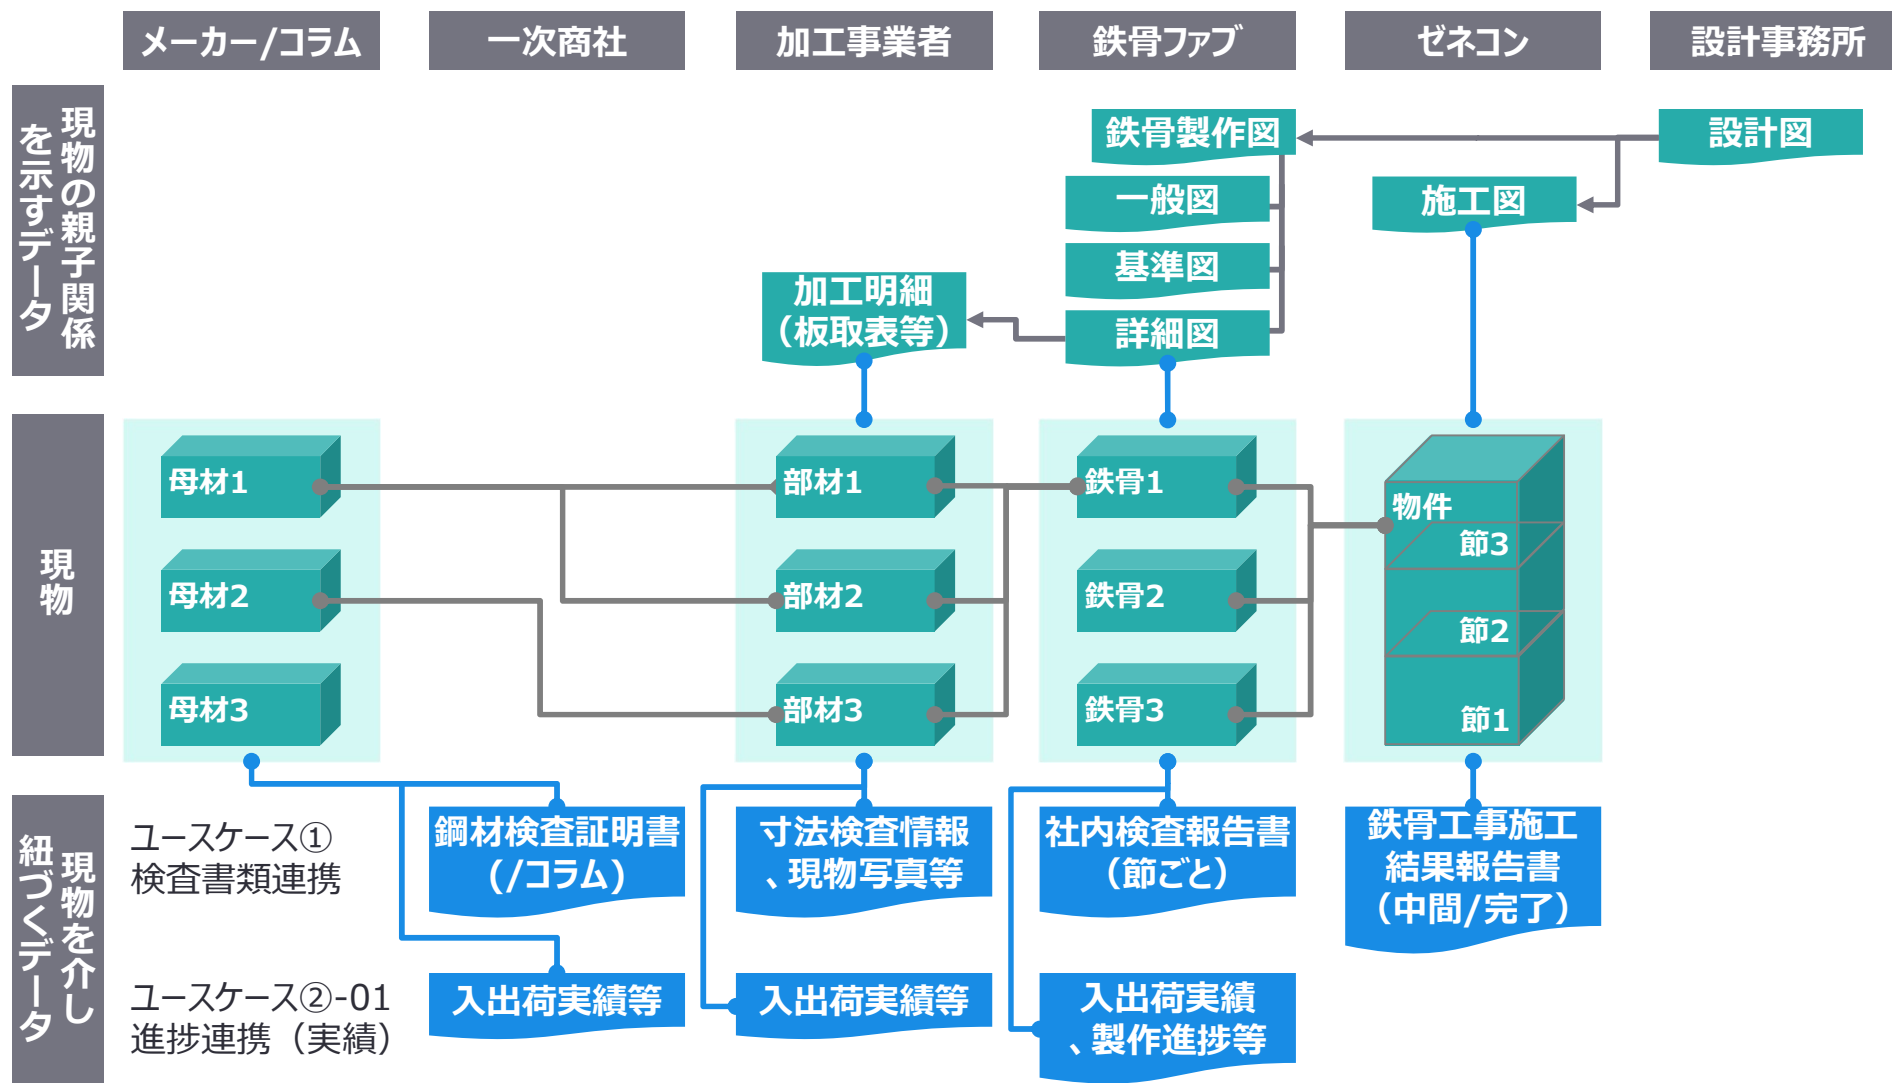 メーカー/コラム
一次商社
加工事業者
鉄骨ファブ
ゼネコン
設計事務所
現物の親子関係
を示すデータ
鉄骨製作図
設計図
一般図
施工図
基準図
加工明細
（板取表等）
詳細図
現物
母材1
部材1
鉄骨1
物件
節3
母材2
部材2
鉄骨2
節2
母材3
部材3
鉄骨3
節1
現物を介し
紐づくデータ
ユースケース①
検査書類連携
鋼材検査証明書
(/コラム)
寸法検査情報
、現物写真等
社内検査報告書
（節ごと）
鉄骨工事施工
結果報告書
（中間/完了）
ユースケース②-01
進捗連携（実績）
入出荷実績等
入出荷実績等
入出荷実績
、製作進捗等